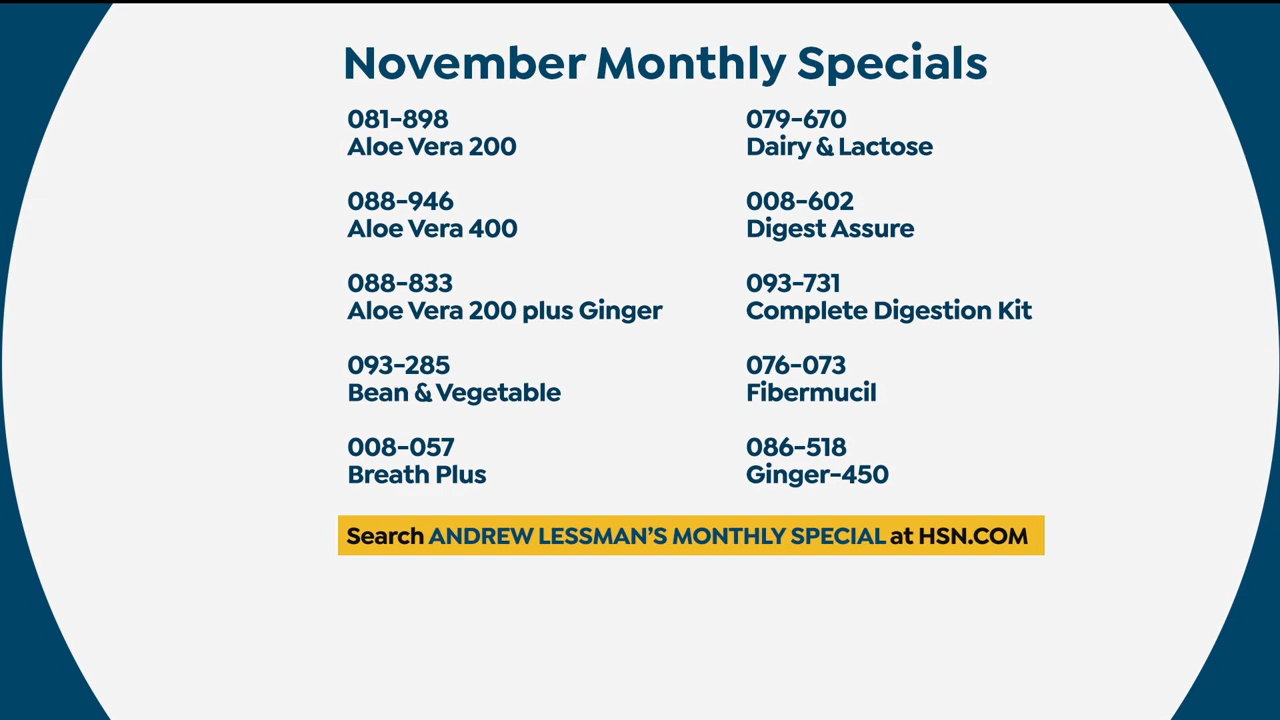 November Monthly Specials
081-898
Aloe Vera 200
088-946
Aloe Vera 400
088-833
Aloe Vera 200 plus Ginger
093-285
Bean & Vegetable
008-057
Breath Plus
079-670
Dairy & Lactose
008-602
Digest Assure
093-731
Complete Digestion Kit
076-073
Fibermucil
086-518
Ginger-450
Search ANDREW LESSMAN'S MONTHLY SPECIAL at HSN.COM